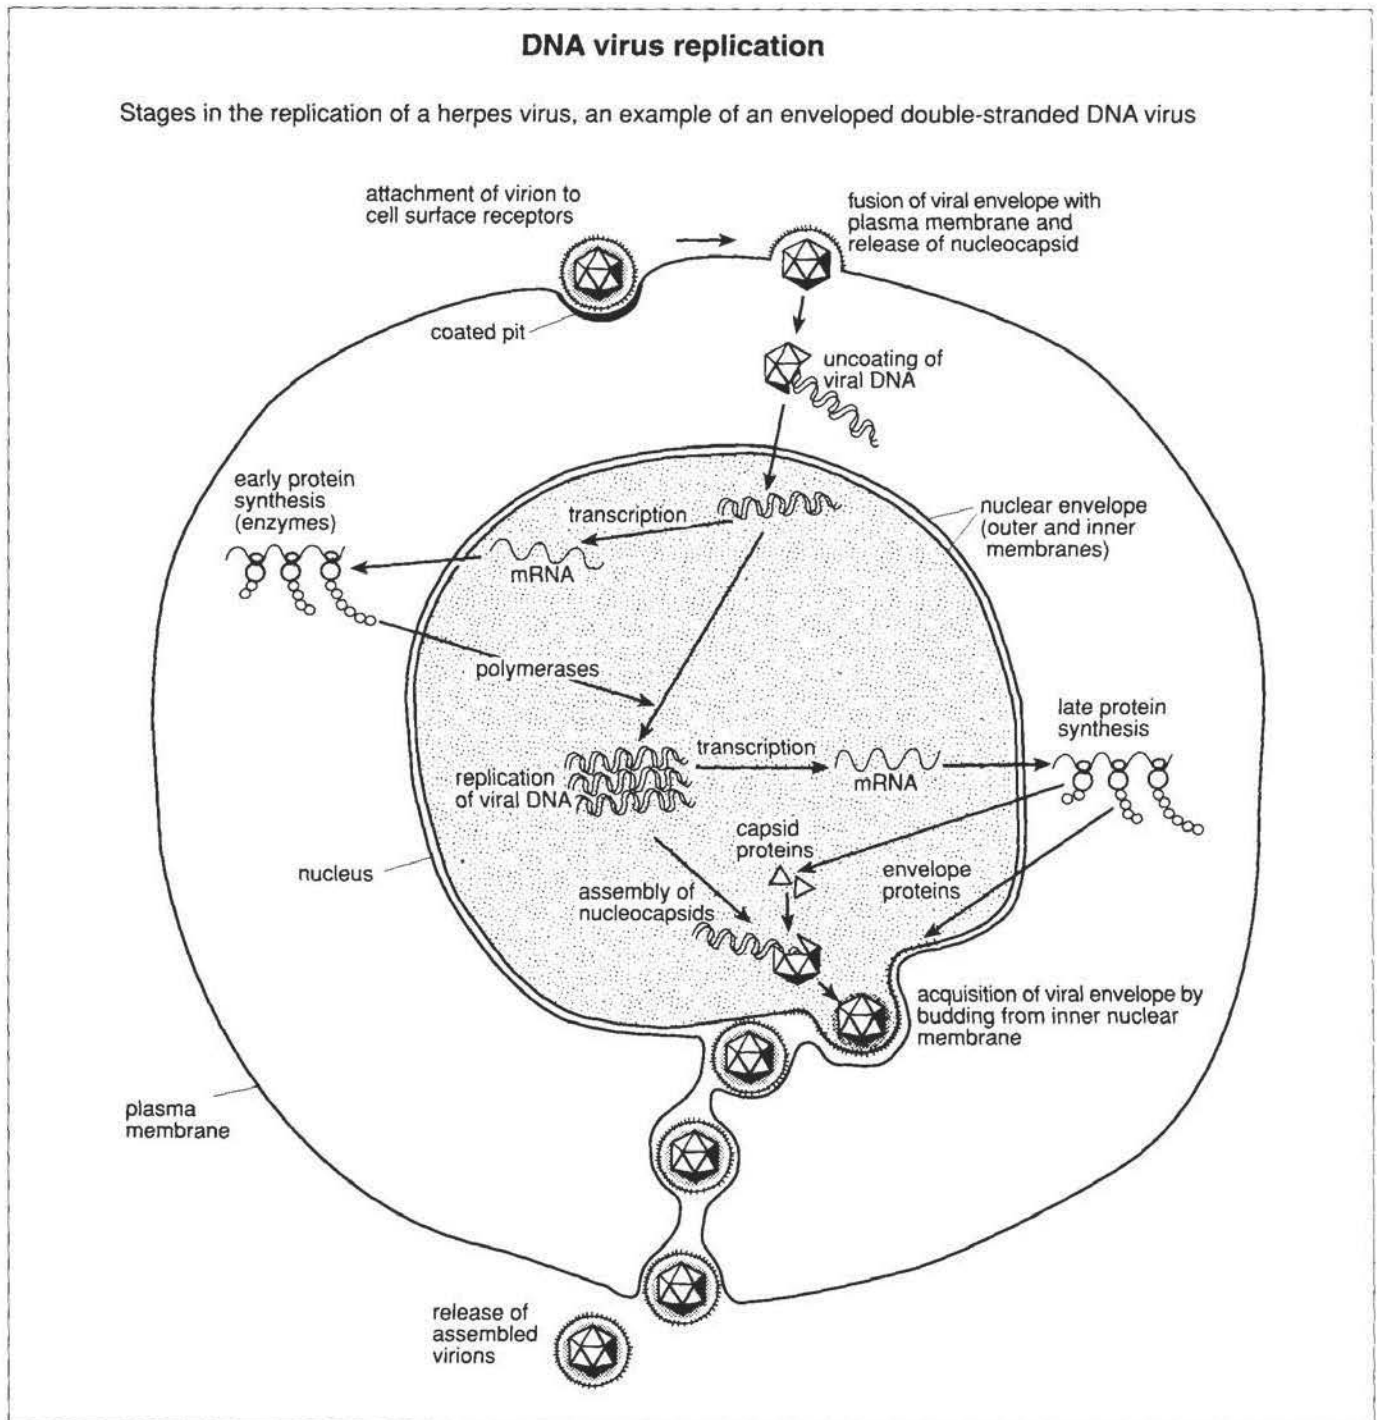 DNA virus replication
Stages in the replication of a herpes virus, an example of an enveloped double-stranded DNA virus
attachment of virion to
cell surface receptors
fusion of viral envelope with
plasma membrane and
release of nucleocapsid
coated pit
uncoating of
viral DNA
early protein
synthesis
(enzymes)
transcription
nuclear envelope
(outer and inner
membranes)
mRNA
polymerases
late protein
synthesis
transcription
replication
of viral DNA
mRNA
capsid
proteins
nucleus
envelope
proteins
assembly of
nucleocapsids
acquisition of viral envelope by
budding from inner nuclear
membrane
plasma
membrane
release of
assembled
virions